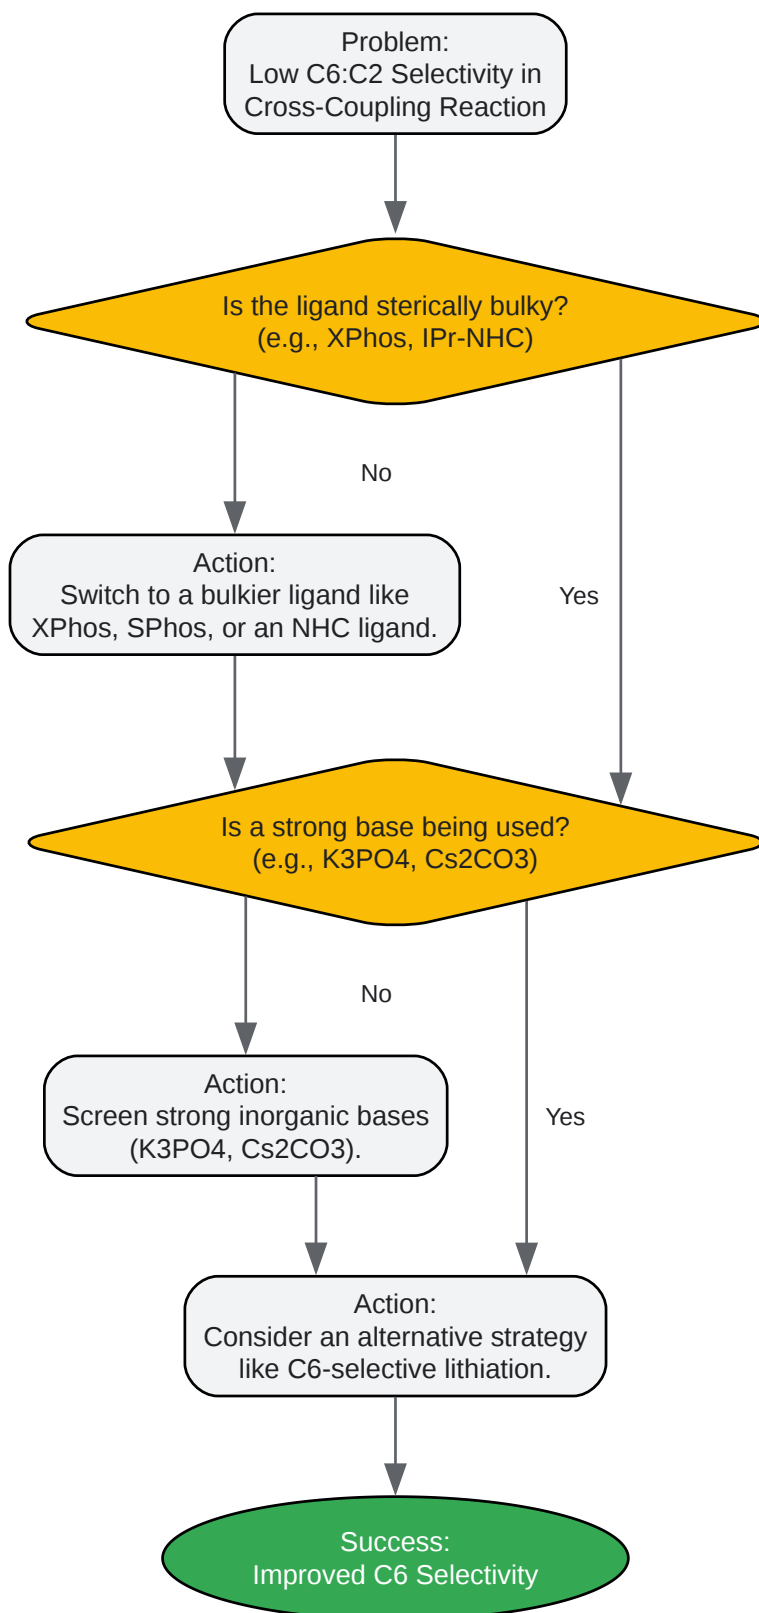 Problem:
Low C6:C2 Selectivity in
Cross-Coupling Reaction
Is the ligand sterically bulky?
(e.g., XPhos, IPr-NHC)
No
Action:
Switch to a bulkier ligand like
XPhos, SPhos, or an NHC ligand.
Yes
Is a strong base being used?
(e.g., K3PO4, Cs2CO3)
No
Action:
Screen strong inorganic bases
(K3PO4, Cs2CO3).
Yes
Action:
Consider an alternative strategy
like C6-selective lithiation.
Success:
Improved C6 Selectivity